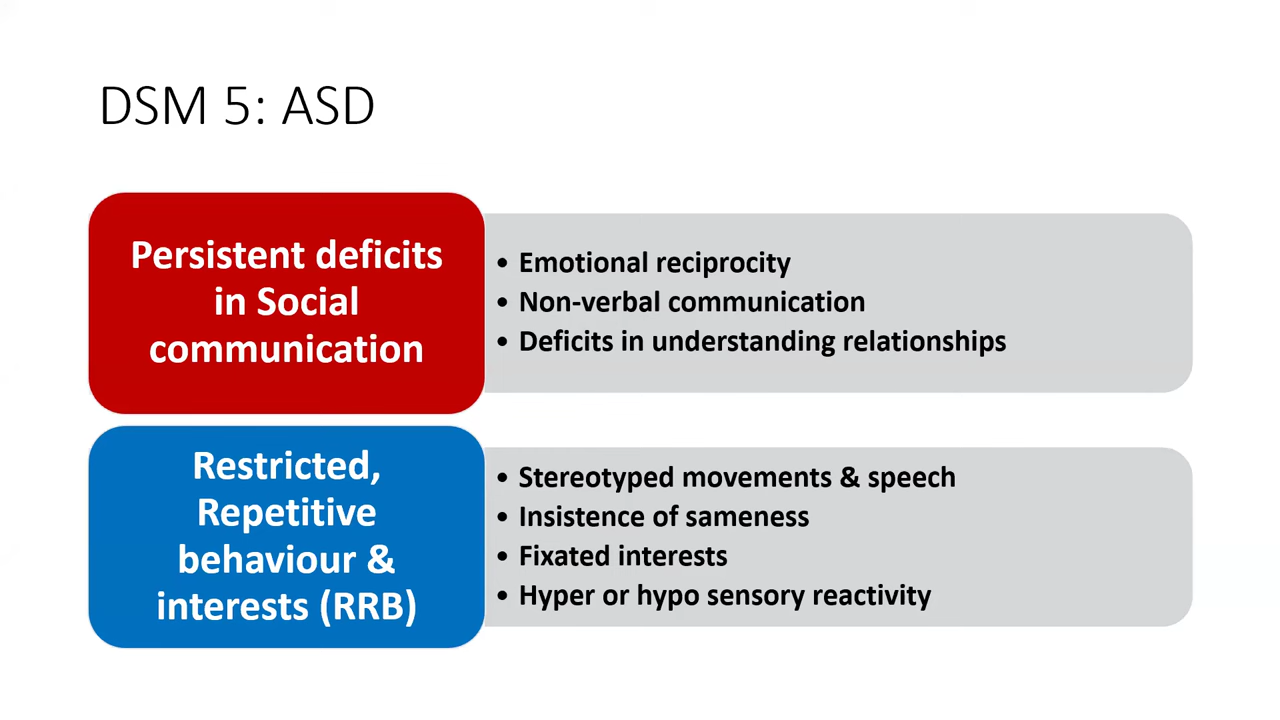 DSM 5: ASD
Persistent deficits
in Social
communication
• Emotional reciprocity
• Non-verbal communication
• Deficits in understanding relationships
Restricted,
Repetitive
behaviour &
interests (RRB)
• Stereotyped movements & speech
• Insistence of sameness
• Fixated interests
• Hyper or hypo sensory reactivity